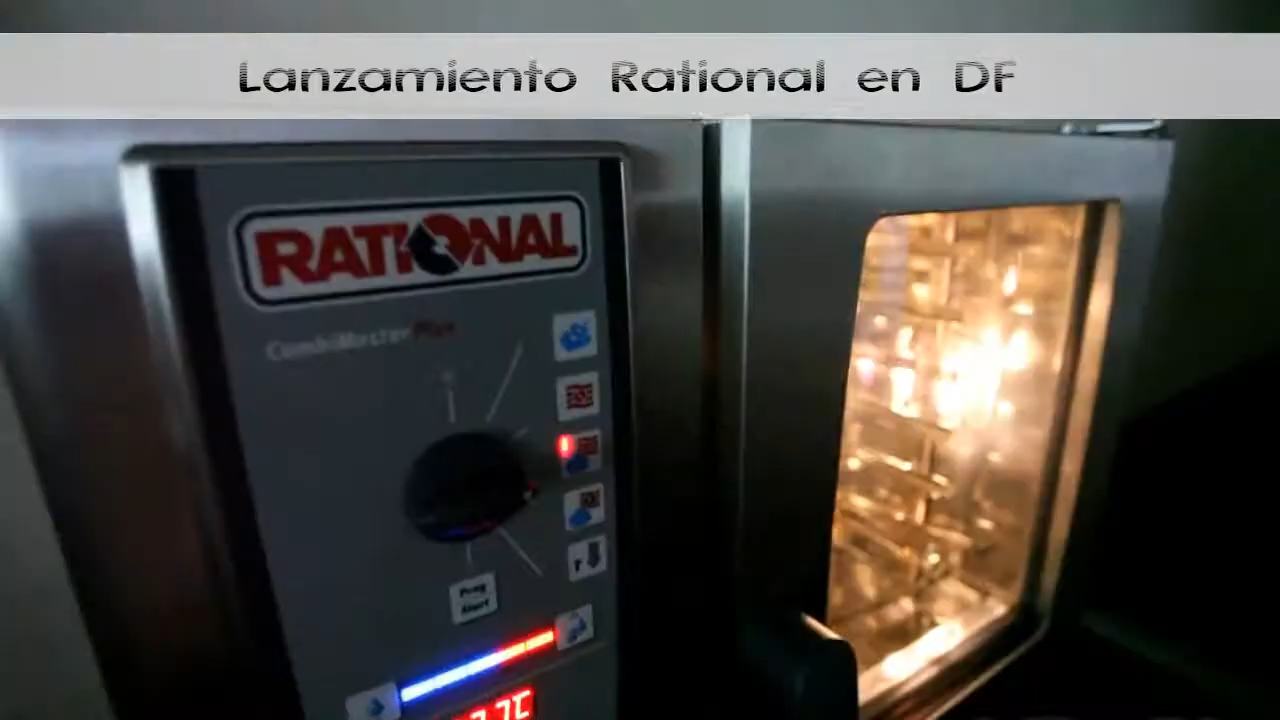 Lanzamiento Rational en DF
RATIONAL
CombiMaster Plus
Prog
Start